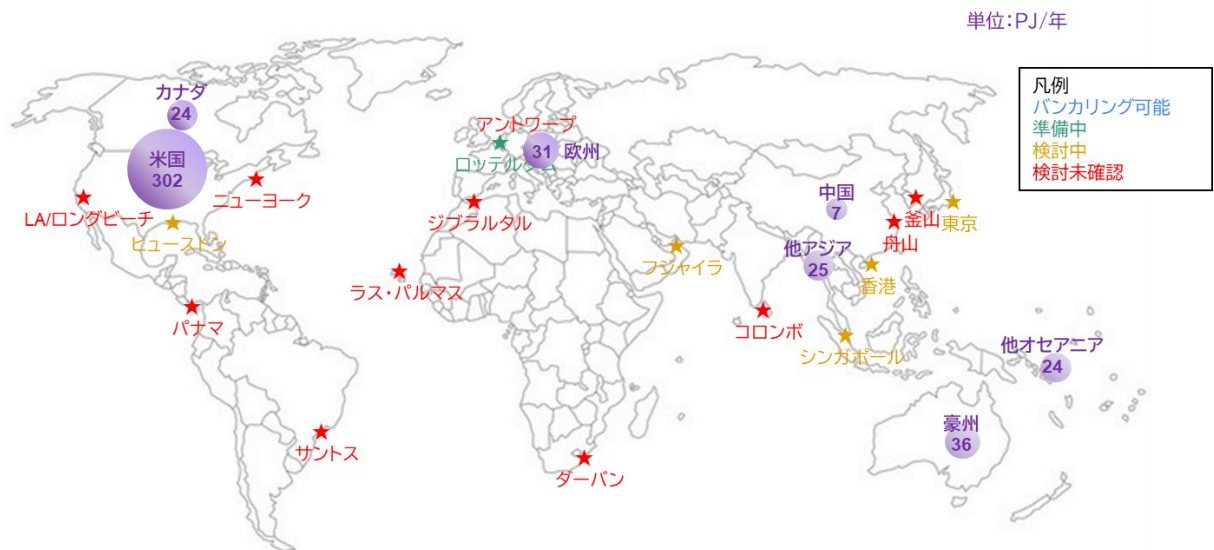 単位:PJ/年
凡例
バンカリング可能
準備中
検討中
検討未確認
カナダ
24
米国
302
ニューヨーク
LA/ロングビーチ
ヒューストン
パナマ
サントス
アントワープ
ロッテルダム
31 欧州
ジブラルタル
ラス・パルマス
ダーバン
フジャイラ
コロンボ
中国
7
他アジア
25
釜山
東京
舟山
香港
シンガポール
他オセアニア
24
豪州
36